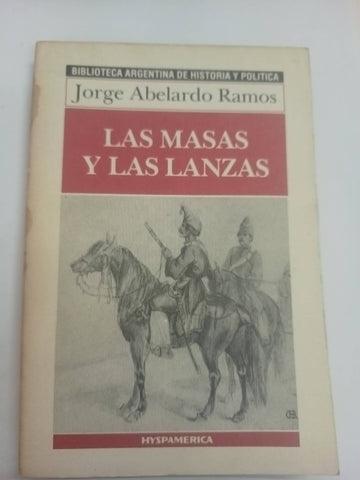 BIBLIOTECA ARGENTINA DE HISTORIA Y POLITICA
Jorge Abelardo Ramos
LAS MASAS
Y LAS LANZAS
HYSPAMERICA